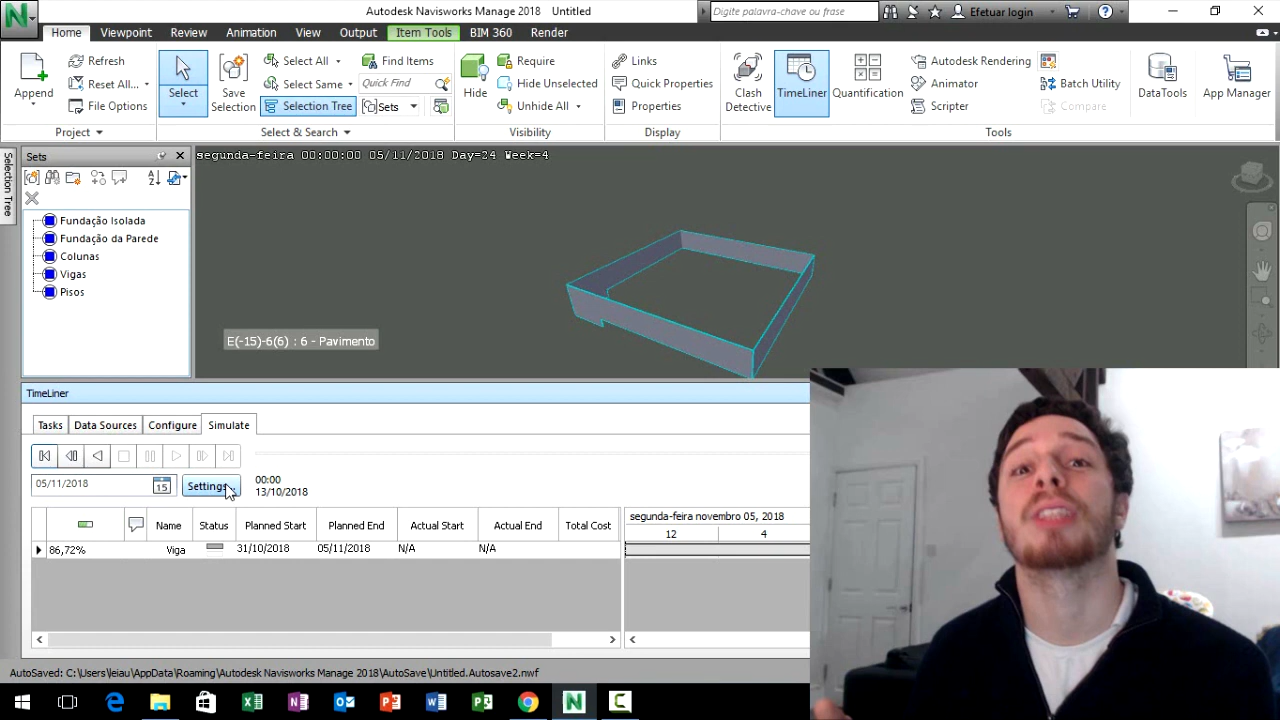 Autodesk Navisworks Manage 2018 Untitled
Digite palavra-chave ou frase
Efetuar login
Home Viewpoint Review Animation View Output Item Tools BIM 360 Render
Append
Refresh
Reset All...
File Options
Project
Select
Save Selection
Select All
Select Same
Selection Tree
Find Items
Quick Find
Sets
Select & Search
Hide
Require
Hide Unselected
Unhide All
Visibility
Links
Quick Properties
Properties
Display
Clash Detective
TimeLiner
Quantification
Autodesk Rendering
Animator
Scripter
Batch Utility
Compare
Tools
DataTools
App Manager
Selection Tree
Sets
Fundação Isolada
Fundação da Parede
Colunas
Vigas
Pisos
segunda-feira 00:00:00 05/11/2018 Day=24 Week=4
E(-15)-6(6) : 6 - Pavimento
TimeLiner
Tasks Data Sources Configure Simulate
05/11/2018
15
Settings...
00:00
13/10/2018
Name Status Planned Start Planned End Actual Start Actual End Total Cost
86,72% Viga 31/10/2018 05/11/2018 N/A N/A
segunda-feira novembro 05, 2018
12 4
AutoSaved: C:\Users\leiau\AppData\Roaming\Autodesk Navisworks Manage 2018\AutoSave\Untitled.Autosave2.nwf